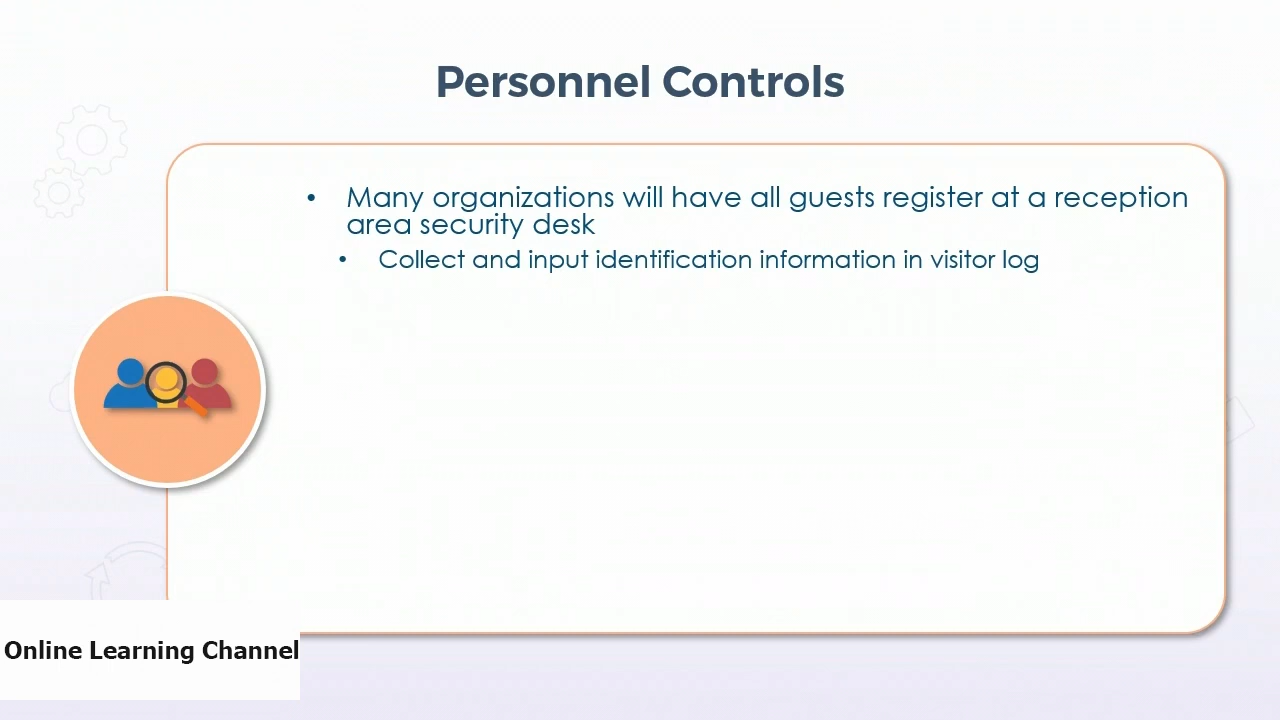 Personnel Controls
• Many organizations will have all guests register at a reception
area security desk
• Collect and input identification information in visitor log
Online Learning Channel